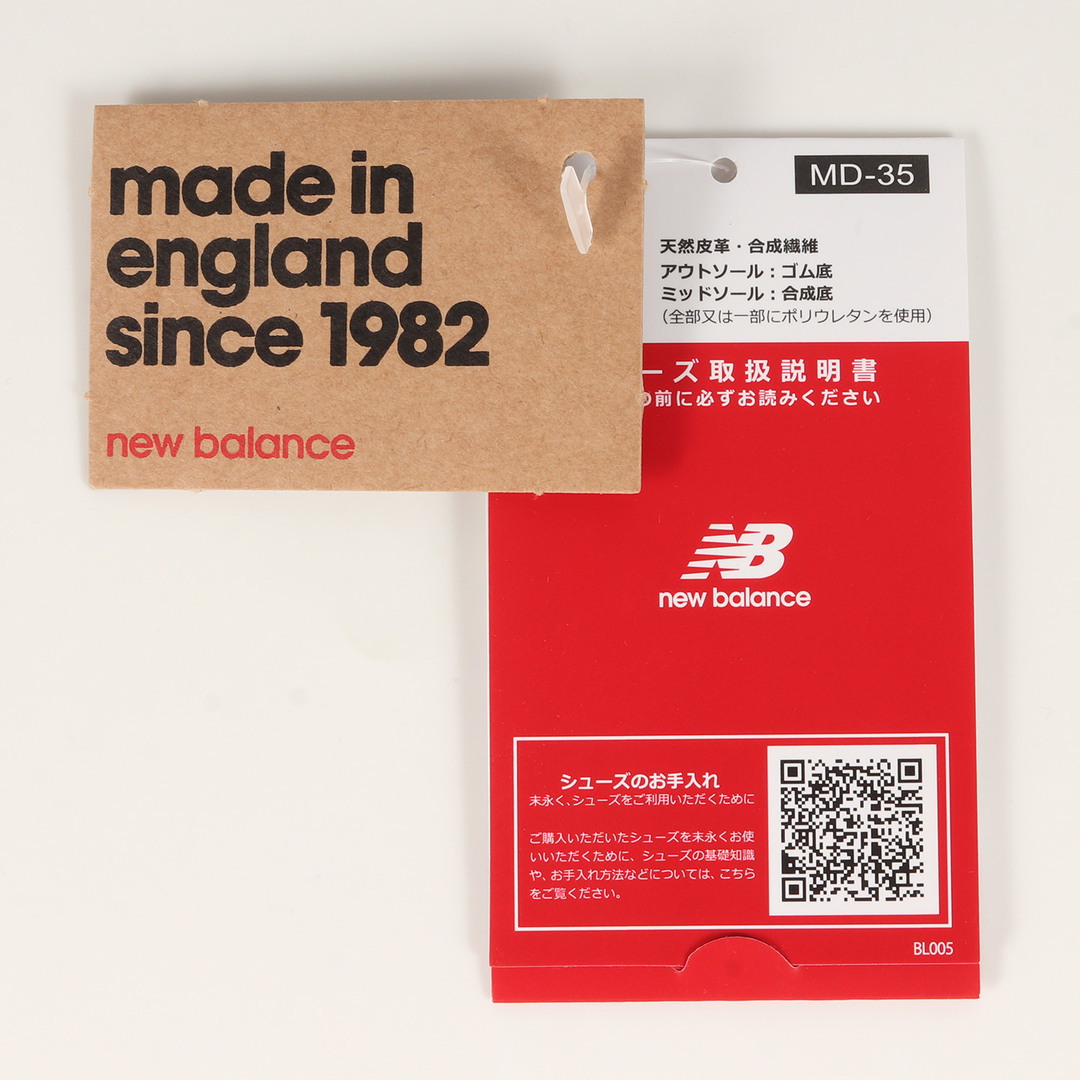 made in
england
since 1982
new balance
MD-35
天然皮革・合成繊維
アウトソール：ゴム底
ミッドソール：合成底
（全部又は一部にポリウレタンを使用）
ーズ取扱説明書
の前に必ずお読みください
NB
new balance
シューズのお手入れ
末永く、シューズをご利用いただくために
ご購入いただいたシューズを末永くお使
いいただくために、シューズの基礎知識
や、お手入れ方法などについては、こちら
をご覧ください。
BL005